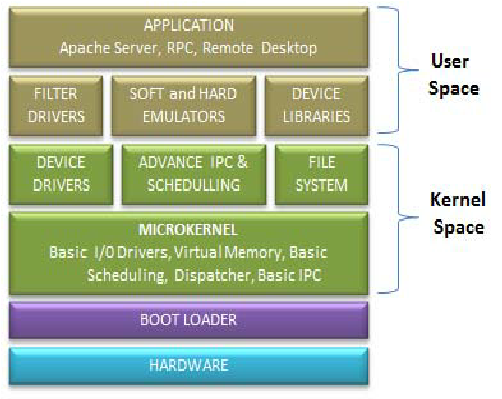 APPLICATION
Apache Server, RPC, Remote Desktop
User
Space
FILTER
DRIVERS
SOFT and HARD
EMULATORS
DEVICE
LIBRARIES
DEVICE
DRIVERS
ADVANCE IPC &
SCHEDULLING
FILE
SYSTEM
Kernel
Space
MICROKERNEL
Basic I/0 Drivers, Virtual Memory, Basic
Scheduling, Dispatcher, Basic IPC
BOOT LOADER
HARDWARE